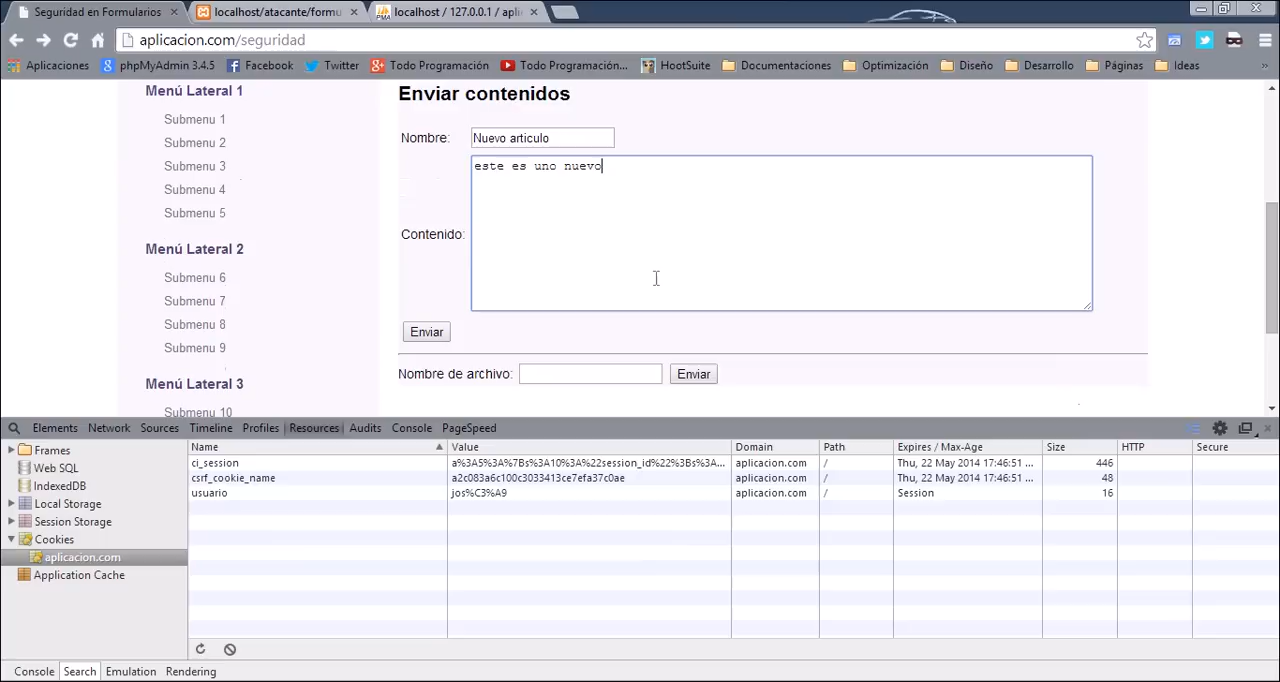 Seguridad en Formularios
localhost/atacante/formu
localhost / 127.0.0.1 / apli
aplicacion.com/seguridad
Aplicaciones phpMyAdmin 3.4.5 Facebook Twitter Todo Programación Todo Programación... HootSuite Documentaciones Optimización Diseño Desarrollo Páginas Ideas »
Menú Lateral 1
Submenu 1
Submenu 2
Submenu 3
Submenu 4
Submenu 5
Menú Lateral 2
Submenu 6
Submenu 7
Submenu 8
Submenu 9
Menú Lateral 3
Submenu 10
Enviar contenidos
Nombre: Nuevo articulo
este es uno nuevo
Contenido:
Enviar
Nombre de archivo: Enviar
Elements Network Sources Timeline Profiles Resources Audits Console PageSpeed
Frames
Web SQL
IndexedDB
Local Storage
Session Storage
Cookies
aplicacion.com
Application Cache
Name Value Domain Path Expires / Max-Age Size HTTP Secure
ci_session a%3A5%3A%7Bs%3A10%3A%22session_id%22%3Bs%3A... aplicacion.com / Thu, 22 May 2014 17:46:51 ... 446
csrf_cookie_name a2c083a6c100c3033413ce7efa37c0ae aplicacion.com / Thu, 22 May 2014 17:46:51 ... 48
usuario jos%C3%A9 aplicacion.com / Session 16
Console Search Emulation Rendering